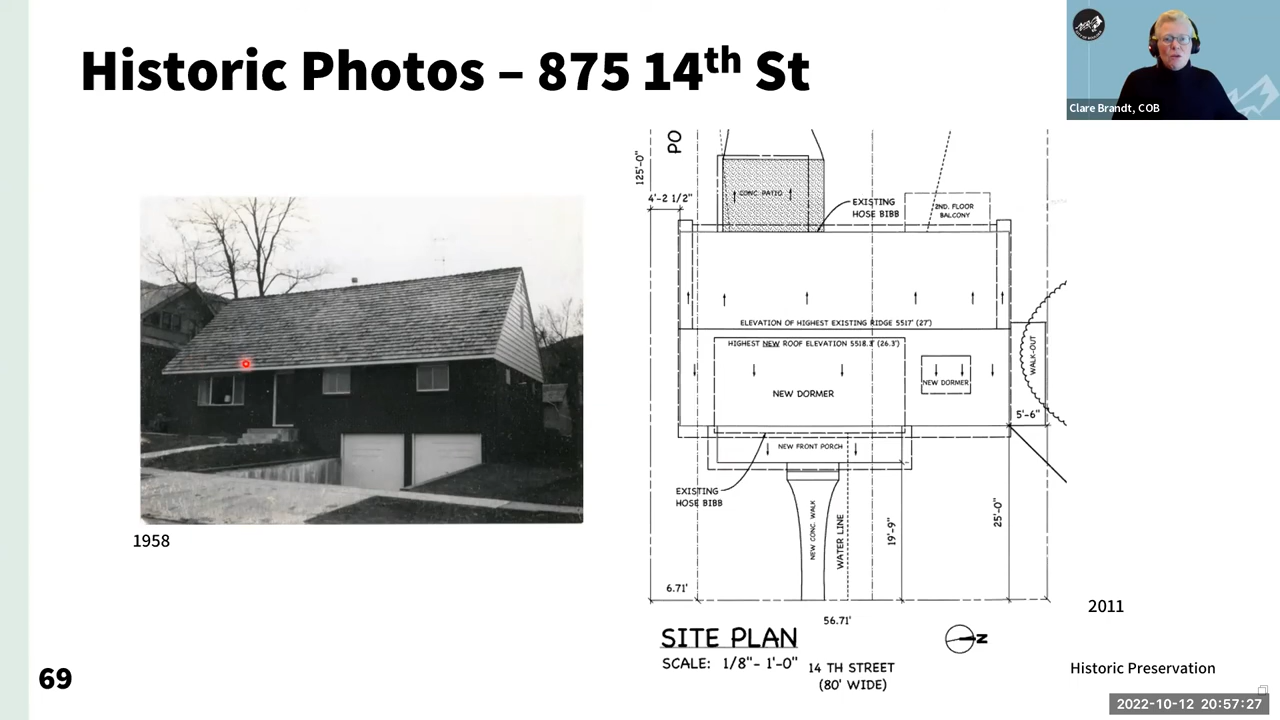 Historic Photos – 875 14th St
Clare Brandt, COB
125'-0"
PO
4'-2 1/2"
CONC. PATIO
EXISTING
HOSE BIBB
2ND. FLOOR
BALCONY
ELEVATION OF HIGHEST EXISTING RIDGE 5517' (27')
HIGHEST NEW ROOF ELEVATION 5518.3' (26.3')
NEW DORMER
NEW DORMER
WALK-OUT
5'-6"
NEW FRONT PORCH
EXISTING
HOSE BIBB
NEW CONC. WALK
WATER LINE
19'-9"
25'-0"
6.71'
56.71'
1958
2011
SITE PLAN
SCALE: 1/8"- 1'-0"
14 TH STREET
(80' WIDE)
N
69
Historic Preservation
2022-10-12 20:57:27